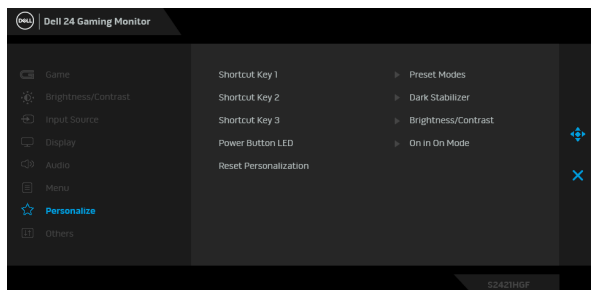 DELL
Dell 24 Gaming Monitor
Game
Brightness/Contrast
Input Source
Display
Audio
Menu
Personalize
Others
Shortcut Key 1 Preset Modes
Shortcut Key 2 Dark Stabilizer
Shortcut Key 3 Brightness/Contrast
Power Button LED On in On Mode
Reset Personalization
S2421HGF